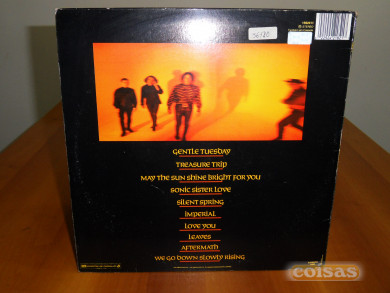 GENTLE TUESDAY
TREASURE TRIP
MAY THE SUN SHINE BRIGHT FOR YOU
SONIC SISTER LOVE
SILENT SPRING
IMPERIAL
LOVE YOU
LEAVES
AFTERMATH
WE GO DOWN SLOWLY RISING
coisas